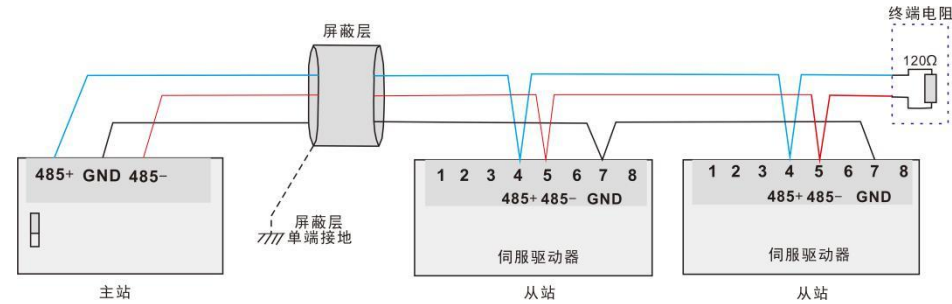 终端电阻
屏蔽层
120Ω
485+ GND 485-
1 2 3 4 5 6 7 8
485+ 485- GND
1 2 3 4 5 6 7 8
485+ 485- GND
屏蔽层
单端接地
伺服驱动器
伺服驱动器
主站
从站
从站